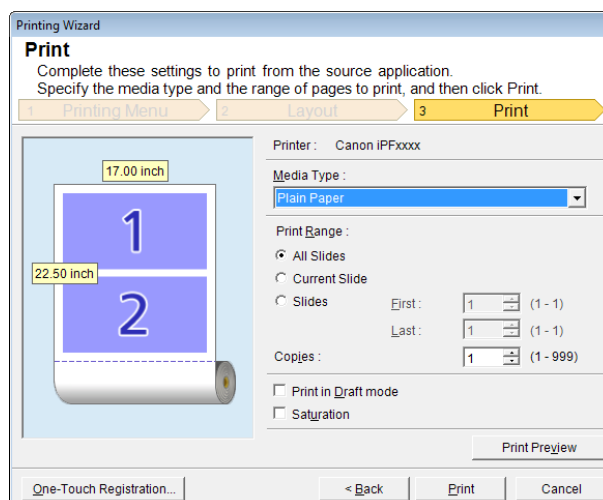 Printing Wizard
Print
Complete these settings to print from the source application.
Specify the media type and the range of pages to print, and then click Print.
1 Printing Menu 2 Layout 3 Print
17.00 inch
22.50 inch
1
2
Printer : Canon iPFxxxx
Media Type :
Plain Paper
Print Range :
All Slides
Current Slide
Slides First : 1 (1 - 1)
Last : 1 (1 - 1)
Copies : 1 (1 - 999)
Print in Draft mode
Saturation
Print Preview
One-Touch Registration... < Back Print Cancel